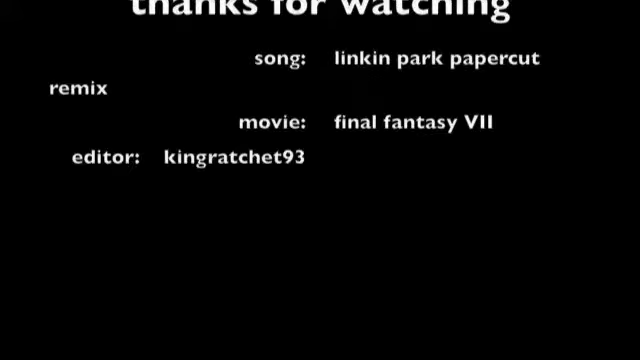 thanks for watching
song: linkin park papercut
remix
movie: final fantasy VII
editor: kingratchet93